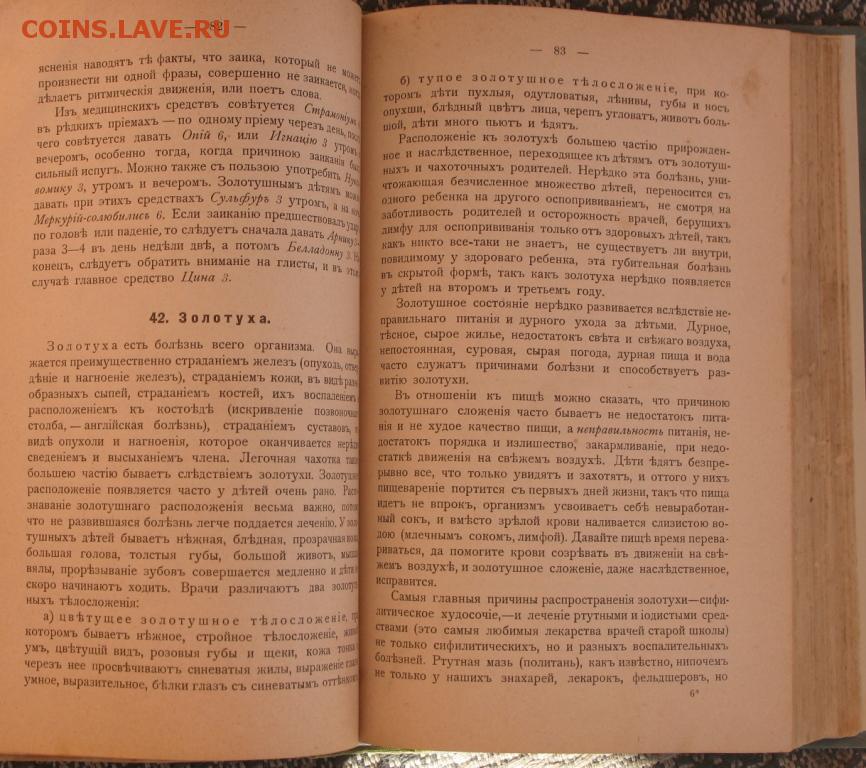 COINS.LAVE.RU
— 82 —
ясненія наводятъ тѣ факты, что заика, который не может
произнести ни одной фразы, совершенно не заикается,
дѣлаетъ ритмическія движенія, или поетъ слова.
Изъ медицинскихъ средствъ совѣтуется Страмоніумъ
въ рѣдкихъ пріемахъ — по одному пріему черезъ день,
чего совѣтуется давать Опій 6, или Игнацію 3 утромъ
вечеромъ, особенно тогда, когда причиною заиканія
сильный испугъ. Можно также съ пользою употребить
вомику 3, утромъ и вечеромъ. Золотушнымъ дѣтямъ
давать при этихъ средствахъ Сульфуръ 3 утромъ, а на
Меркурій-солюбились 6. Если заиканію предшествовалъ
по головѣ или паденіе, то слѣдуетъ сначала давать Арнику 3
раза 3—4 въ день недѣли двѣ, а потомъ Белладонну 3.
конецъ, слѣдуетъ обратить вниманіе на глисты, и въ
случаѣ главное средство Цина 3.
42. Золотуха.
Золотуха есть болѣзнь всего организма. Она
жается преимущественно страданіемъ железъ (опухоль,
дѣніе и нагноеніе железъ), страданіемъ кожи, въ видѣ
образныхъ сыпей, страданіемъ костей, ихъ воспаленіемъ
расположеніемъ къ костоѣдѣ (искривленіе позвоночна
столба, — англійская болѣзнь), страданіемъ суставовъ,
видѣ опухоли и нагноенія, которое оканчивается
сведеніемъ и высыханіемъ члена. Легочная чахотка
большею частію бываетъ слѣдствіемъ золотухи. Золотушн
расположеніе появляется часто у дѣтей очень рано. Расп
знаваніе золотушнаго расположенія весьма важно,
что не развившаяся болѣзнь легче поддается леченію. У
тушныхъ дѣтей бываетъ нѣжная, блѣдная, прозрачная
большая голова, толстыя губы, большой животъ,
вялы, прорѣзываніе зубовъ совершается медленно и дѣти
скоро начинаютъ ходить. Врачи различаютъ два
ныхъ тѣлосложенія:
а) цвѣтущее золотушное тѣлосложеніе,
которомъ бываетъ нѣжное, стройное тѣлосложеніе,
умъ, цвѣтущій видъ, розовыя губы и щеки, кожа
черезъ нее просвѣчиваютъ синеватыя жилы, выраженіе
умное, выразительное, бѣлки глазъ съ синеватымъ оттѣнкомъ
— 83 —
б) тупое золотушное тѣлосложеніе, при ко-
торомъ дѣти пухлыя, одутловатыя, лѣнивы, губы и носъ
опухши, блѣдный цвѣтъ лица, черепъ угловатъ, животъ боль-
шой, дѣти много пьютъ и ѣдятъ.
Расположеніе къ золотухѣ большею частію прирожден-
ное и наслѣдственное, переходящее къ дѣтямъ отъ золотуш-
ныхъ и чахоточныхъ родителей. Нерѣдко эта болѣзнь, уни-
чтожающая безчисленное множество дѣтей, переносится съ
одного ребенка на другого оспопрививаніемъ, не смотря на
заботливость родителей и осторожность врачей, берущихъ
лимфу для оспопрививанія только отъ здоровыхъ дѣтей, такъ
какъ никто все-таки не знаетъ, не существуетъ ли внутри,
повидимому у здороваго ребенка, эта губительная болѣзнь
въ скрытой формѣ, такъ какъ золотуха нерѣдко появляется
у дѣтей на второмъ и третьемъ году.
Золотушное состояніе нерѣдко развивается вслѣдствіе не-
правильнаго питанія и дурного ухода за дѣтьми. Дурное,
тѣсное, сырое жилье, недостатокъ свѣта и свѣжаго воздуха,
непостоянная, суровая, сырая погода, дурная пища и вода
часто служатъ причинами болѣзни и способствуетъ раз-
витію золотухи.
Въ отношеніи къ пищѣ можно сказать, что причиною
золотушнаго сложенія часто бываетъ не недостатокъ пита-
нія и не худое качество пищи, а неправильность питанія, не-
достатокъ порядка и излишество, закармливаніе, при недо-
статкѣ движенія на свѣжемъ воздухѣ. Дѣти ѣдятъ безпре-
рывно все, что только увидятъ и захотятъ, и оттого у нихъ
пищевареніе портится съ первыхъ дней жизни, такъ что пища
идетъ не впрокъ, организмъ усвоиваетъ себѣ невыработан-
ный сокъ, и вмѣсто зрѣлой крови наливается слизистою во-
дою (млечнымъ сокомъ, лимфой). Давайте пищѣ время перева-
риваться, да помогите крови созрѣвать въ движеніи на свѣ-
жемъ воздухѣ, и золотушное сложеніе, даже наслѣдственное,
исправится.
Самыя главныя причины распространенія золотухи—сифи-
литическое худосочіе,—и леченіе ртутными и іодистыми сред-
ствами (это самыя любимыя лекарства врачей старой школы)
не только сифилитическихъ, но и разныхъ воспалительныхъ
болѣзней. Ртутная мазь (политань), какъ извѣстно, нипочемъ
не только у нашихъ знахарей, лекарокъ, фельдшеровъ, но
6*